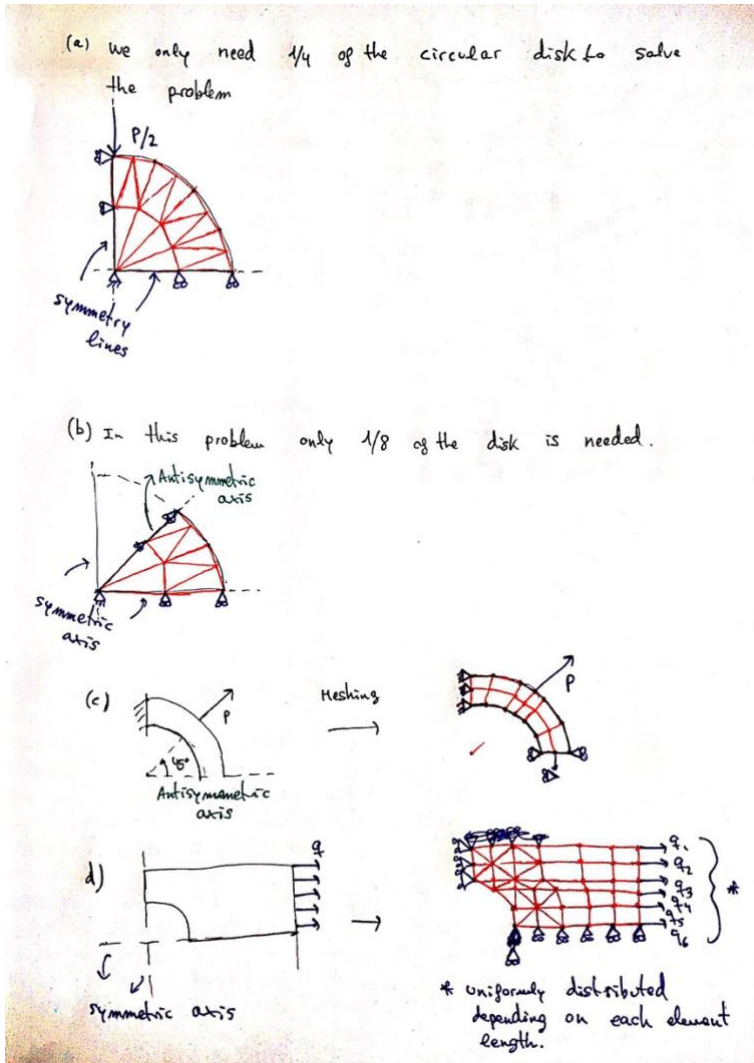 (a) We only need 1/4 of the circular disk to solve
the problem
P/2
symmetry
lines
(b) In this problem only 1/8 of the disk is needed.
Antisymmetric
axis
symmetric
axis
(c)
P
Meshing
P
45°
Antisymmetric
axis
d)
q
q1
q2
q3
q4
q5
q6
*
symmetric axis
* uniformly distributed
depending on each element
length.